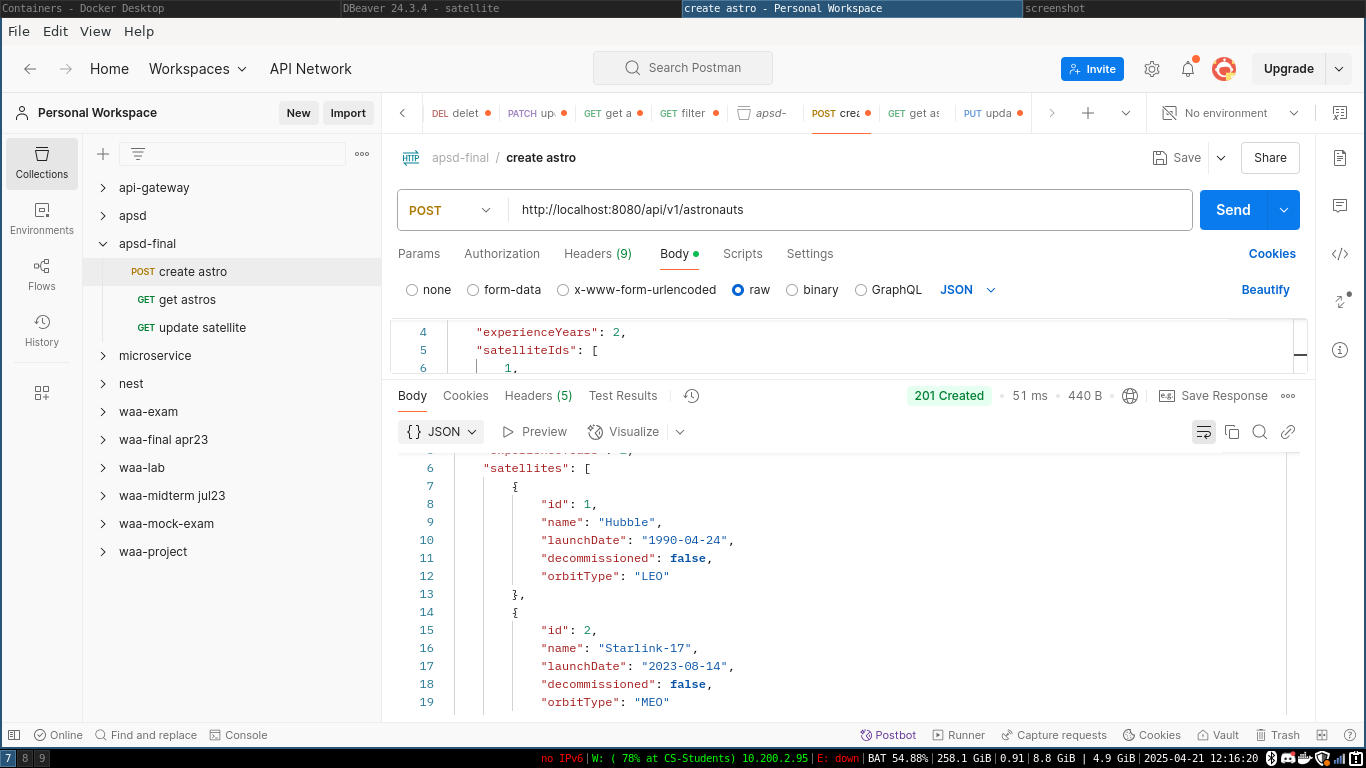 Containers - Docker Desktop
DBeaver 24.3.4 - satellite
create astro - Personal Workspace
screenshot
File Edit View Help
Home Workspaces API Network
Search Postman
Invite
Upgrade
Personal Workspace
New Import
DEL delet
PATCH up
GET get a
GET filter
apsd-
POST crea
GET get as
PUT upda
No environment
Collections
Environments
Flows
History
api-gateway
apsd
apsd-final
POST create astro
GET get astros
GET update satellite
microservice
nest
waa-exam
waa-final apr23
waa-lab
waa-midterm jul23
waa-mock-exam
waa-project
HTTP apsd-final / create astro
Save
Share
POST
http://localhost:8080/api/v1/astronauts
Send
Params Authorization Headers (9) Body Scripts Settings
Cookies
none form-data x-www-form-urlencoded raw binary GraphQL JSON
Beautify
4 "experienceYears": 2,
5 "satelliteIds": [
6 1,
Body Cookies Headers (5) Test Results
201 Created • 51 ms • 440 B
e.g. Save Response
{} JSON Preview Visualize
6 "satellites": [
7 {
8 "id": 1,
9 "name": "Hubble",
10 "launchDate": "1990-04-24",
11 "decommissioned": false,
12 "orbitType": "LEO"
13 },
14 {
15 "id": 2,
16 "name": "Starlink-17",
17 "launchDate": "2023-08-14",
18 "decommissioned": false,
19 "orbitType": "MEO"
Online Find and replace Console
Postbot Runner Capture requests Cookies Vault Trash
7 8 9
no IPv6|W: ( 78% at CS-Students) 10.200.2.95|E: down|BAT 54.88%|258.1 GiB|0.91|8.8 GiB | 4.9 GiB|2025-04-21 12:16:20